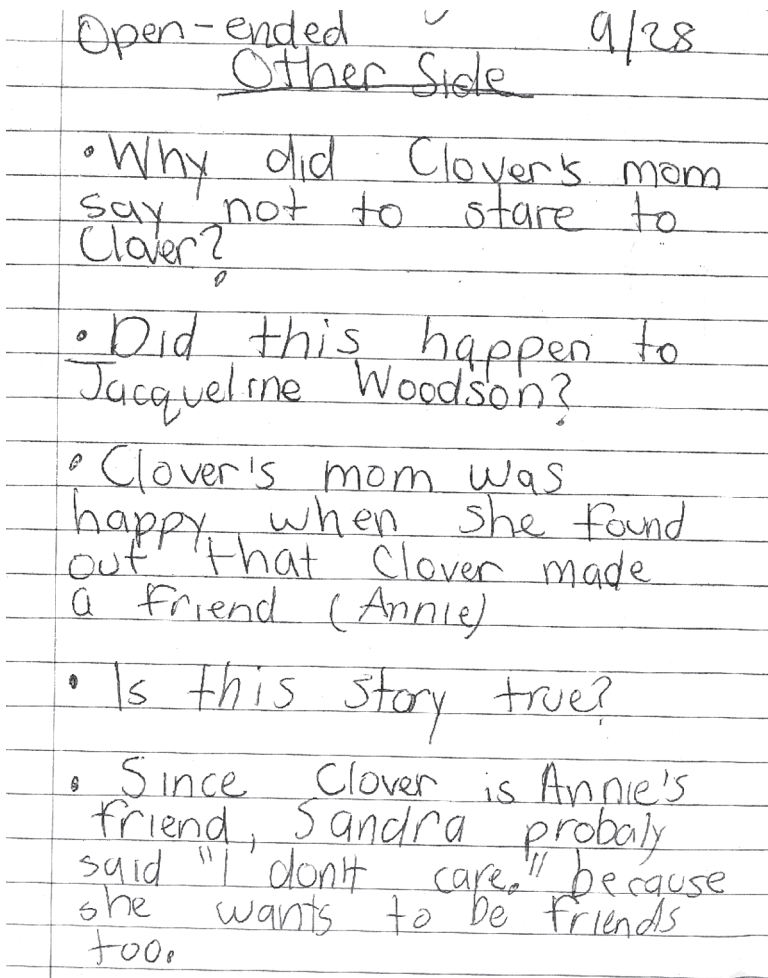 Open-ended 9/28
Other Side
• Why did Clover's mom
say not to stare to
Clover?
• Did this happen to
Jacqueline Woodson?
• Clover's mom was
happy when she found
out that Clover made
a friend (Annie)
• Is this story true?
• Since Clover is Annie's
friend, Sandra probaly
said "I don't care." because
she wants to be friends
too.